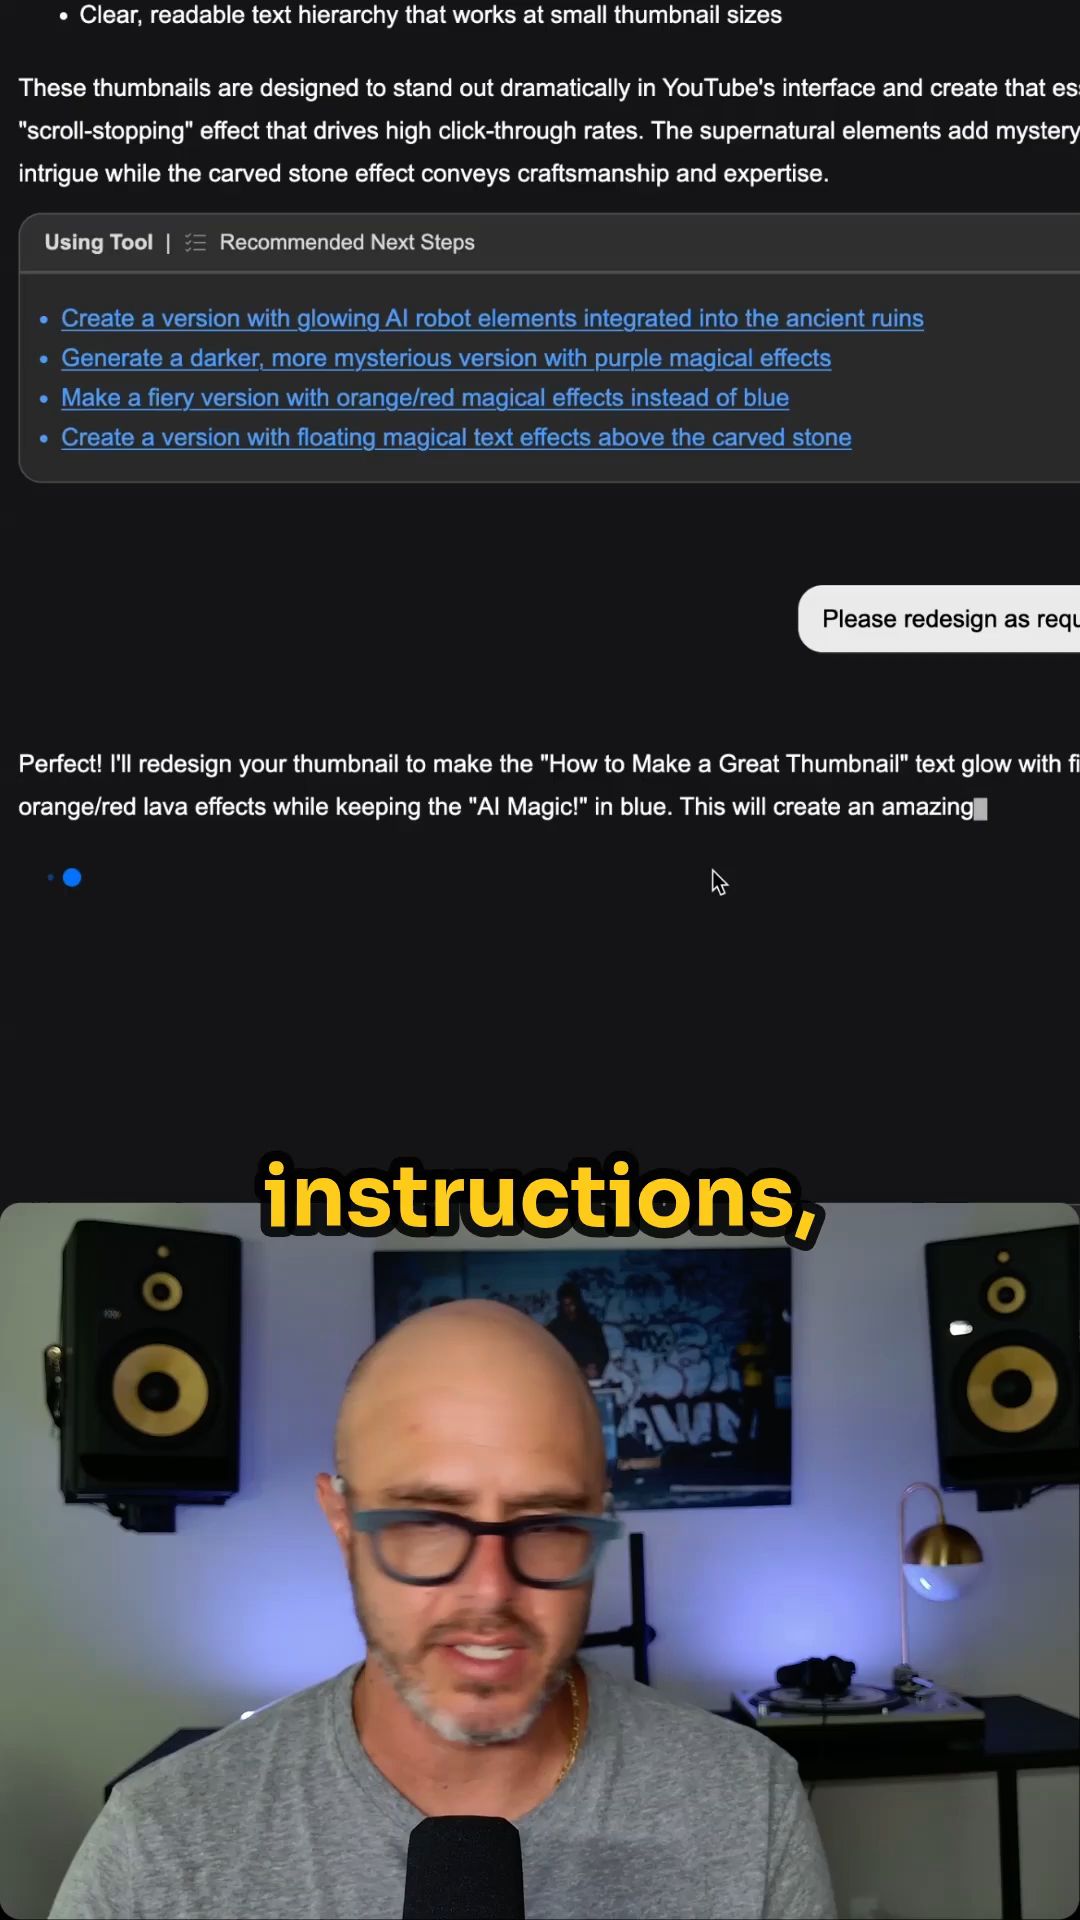 • Clear, readable text hierarchy that works at small thumbnail sizes
These thumbnails are designed to stand out dramatically in YouTube's interface and create that
"scroll-stopping" effect that drives high click-through rates. The supernatural elements add mystery
intrigue while the carved stone effect conveys craftsmanship and expertise.
Using Tool | Recommended Next Steps
• Create a version with glowing AI robot elements integrated into the ancient ruins
• Generate a darker, more mysterious version with purple magical effects
• Make a fiery version with orange/red magical effects instead of blue
• Create a version with floating magical text effects above the carved stone
Please redesign as
Perfect! I'll redesign your thumbnail to make the "How to Make a Great Thumbnail" text glow with
orange/red lava effects while keeping the "AI Magic!" in blue. This will create an amazing
instructions,